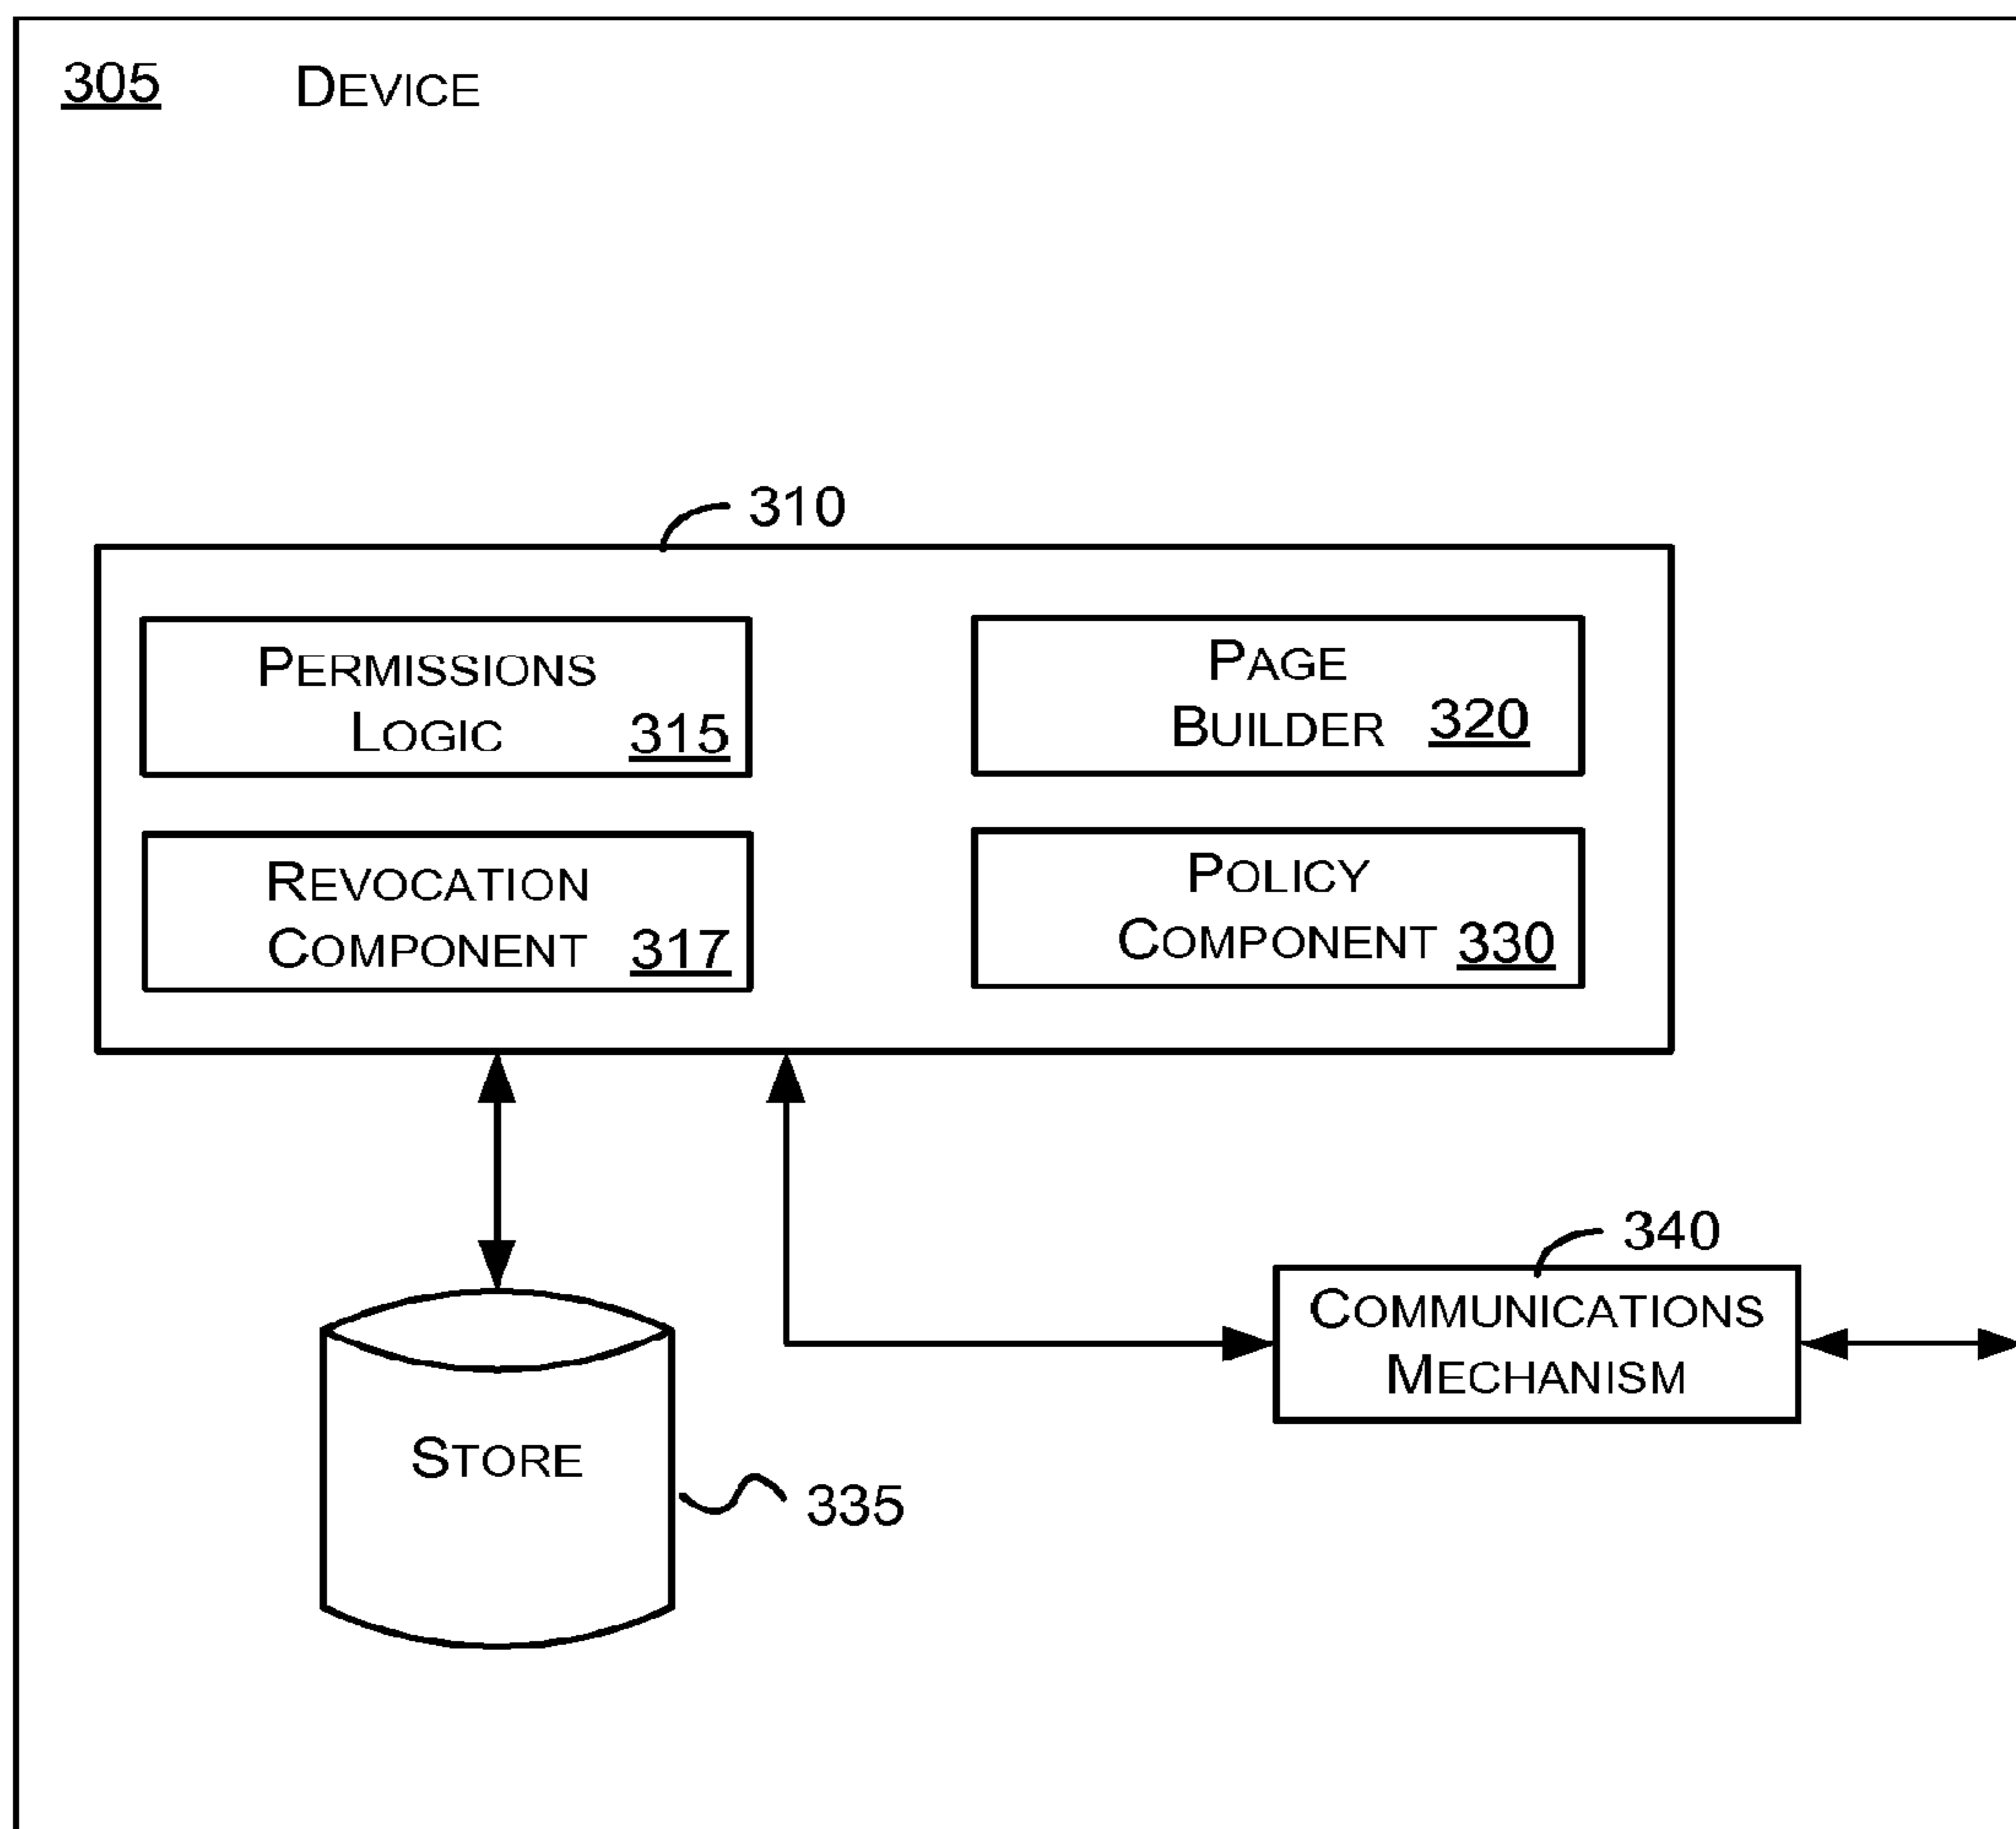 305 DEVICE
310
PERMISSIONS
LOGIC 315
PAGE
BUILDER 320
REVOCATION
COMPONENT 317
POLICY
COMPONENT 330
340
COMMUNICATIONS
MECHANISM
STORE
335